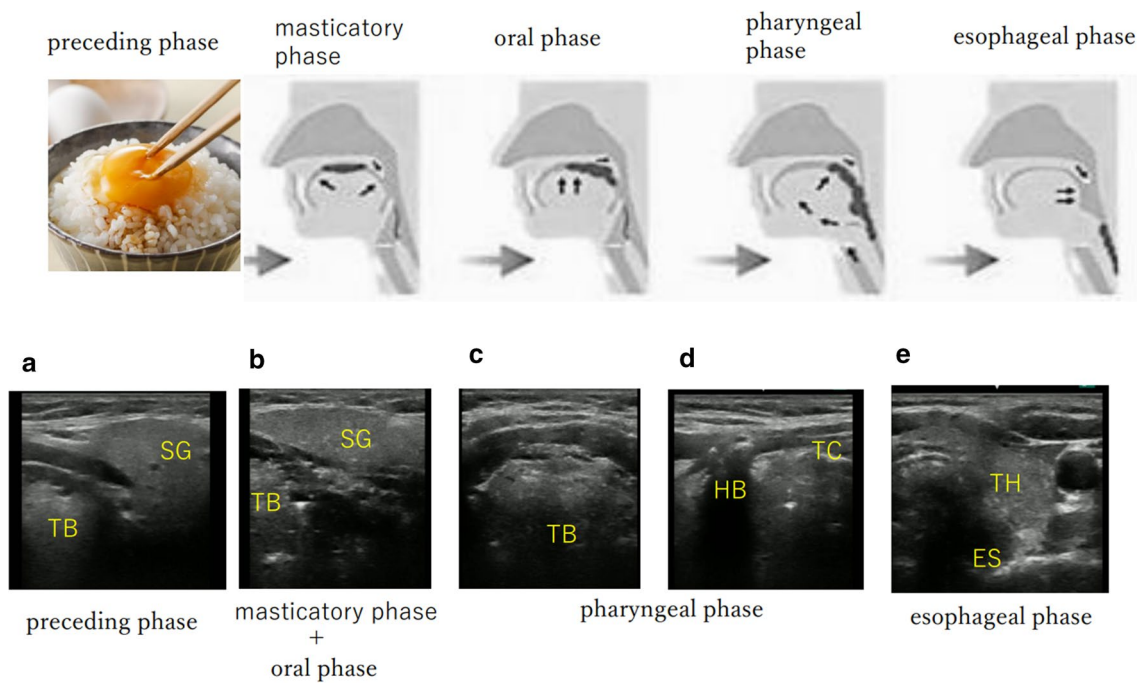 preceding phase
masticatory
phase
oral phase
pharyngeal
phase
esophageal phase
a
b
c
d
e
SG
TB
SG
TB
TB
TC
HB
TH
ES
preceding phase
masticatory phase
+
oral phase
pharyngeal phase
esophageal phase